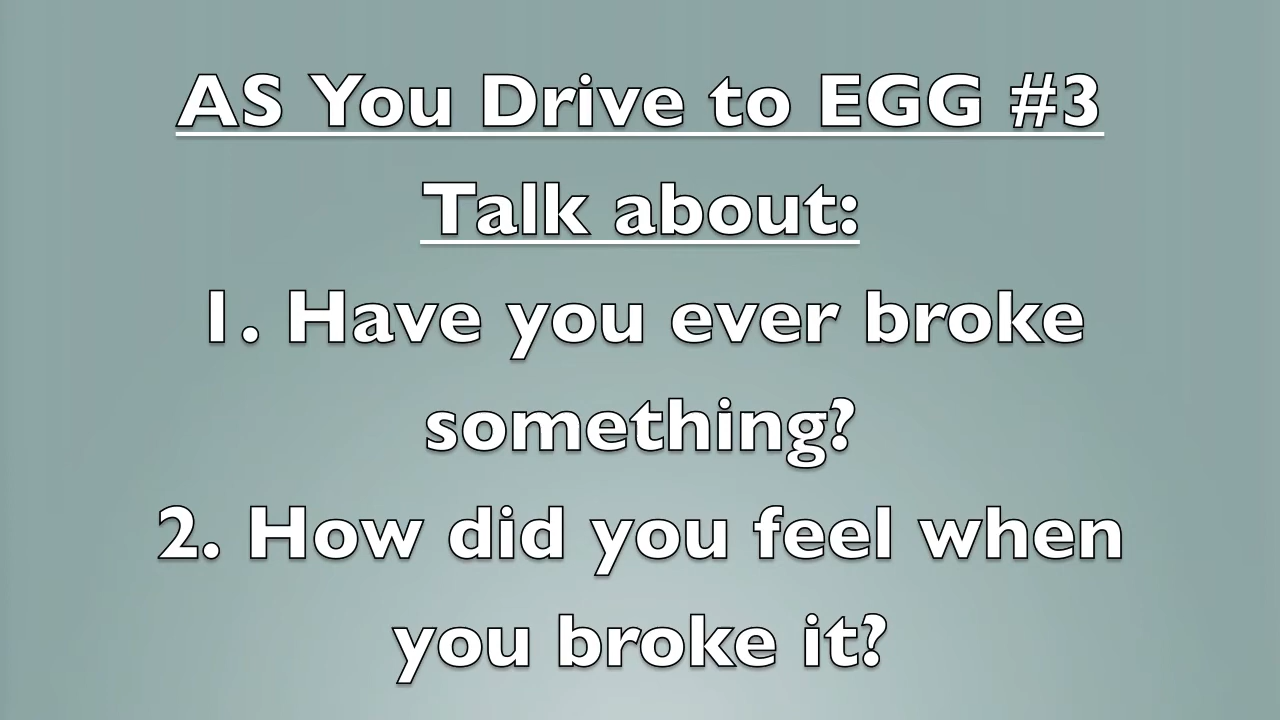 AS You Drive to EGG #3
Talk about:
1. Have you ever broke
something?
2. How did you feel when
you broke it?